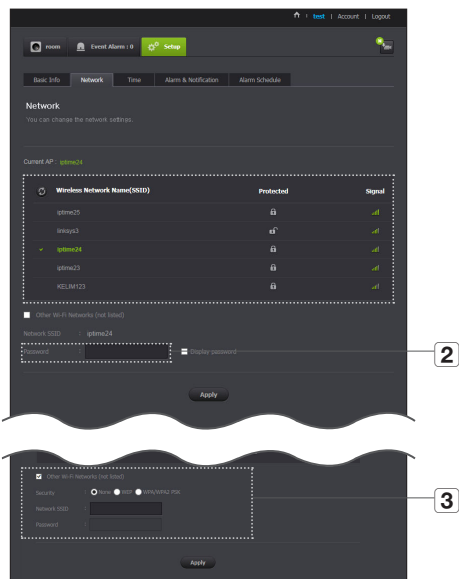 test | Account | Logout
room Event Alarm : 0 Setup
Basic Info Network Time Alarm & Notification Alarm Schedule
Network
You can change the network settings.
Current AP : iptime24
Wireless Network Name(SSID) Protected Signal
iptime25
linksys3
iptime24
iptime23
KELIM123
Other Wi-Fi Networks (not listed)
Network SSID : iptime24
Password : Display password
2
Apply
Other Wi-Fi Networks (not listed)
Security : None WEP WPA/WPA2 PSK
3
Network SSID :
Password :
Apply